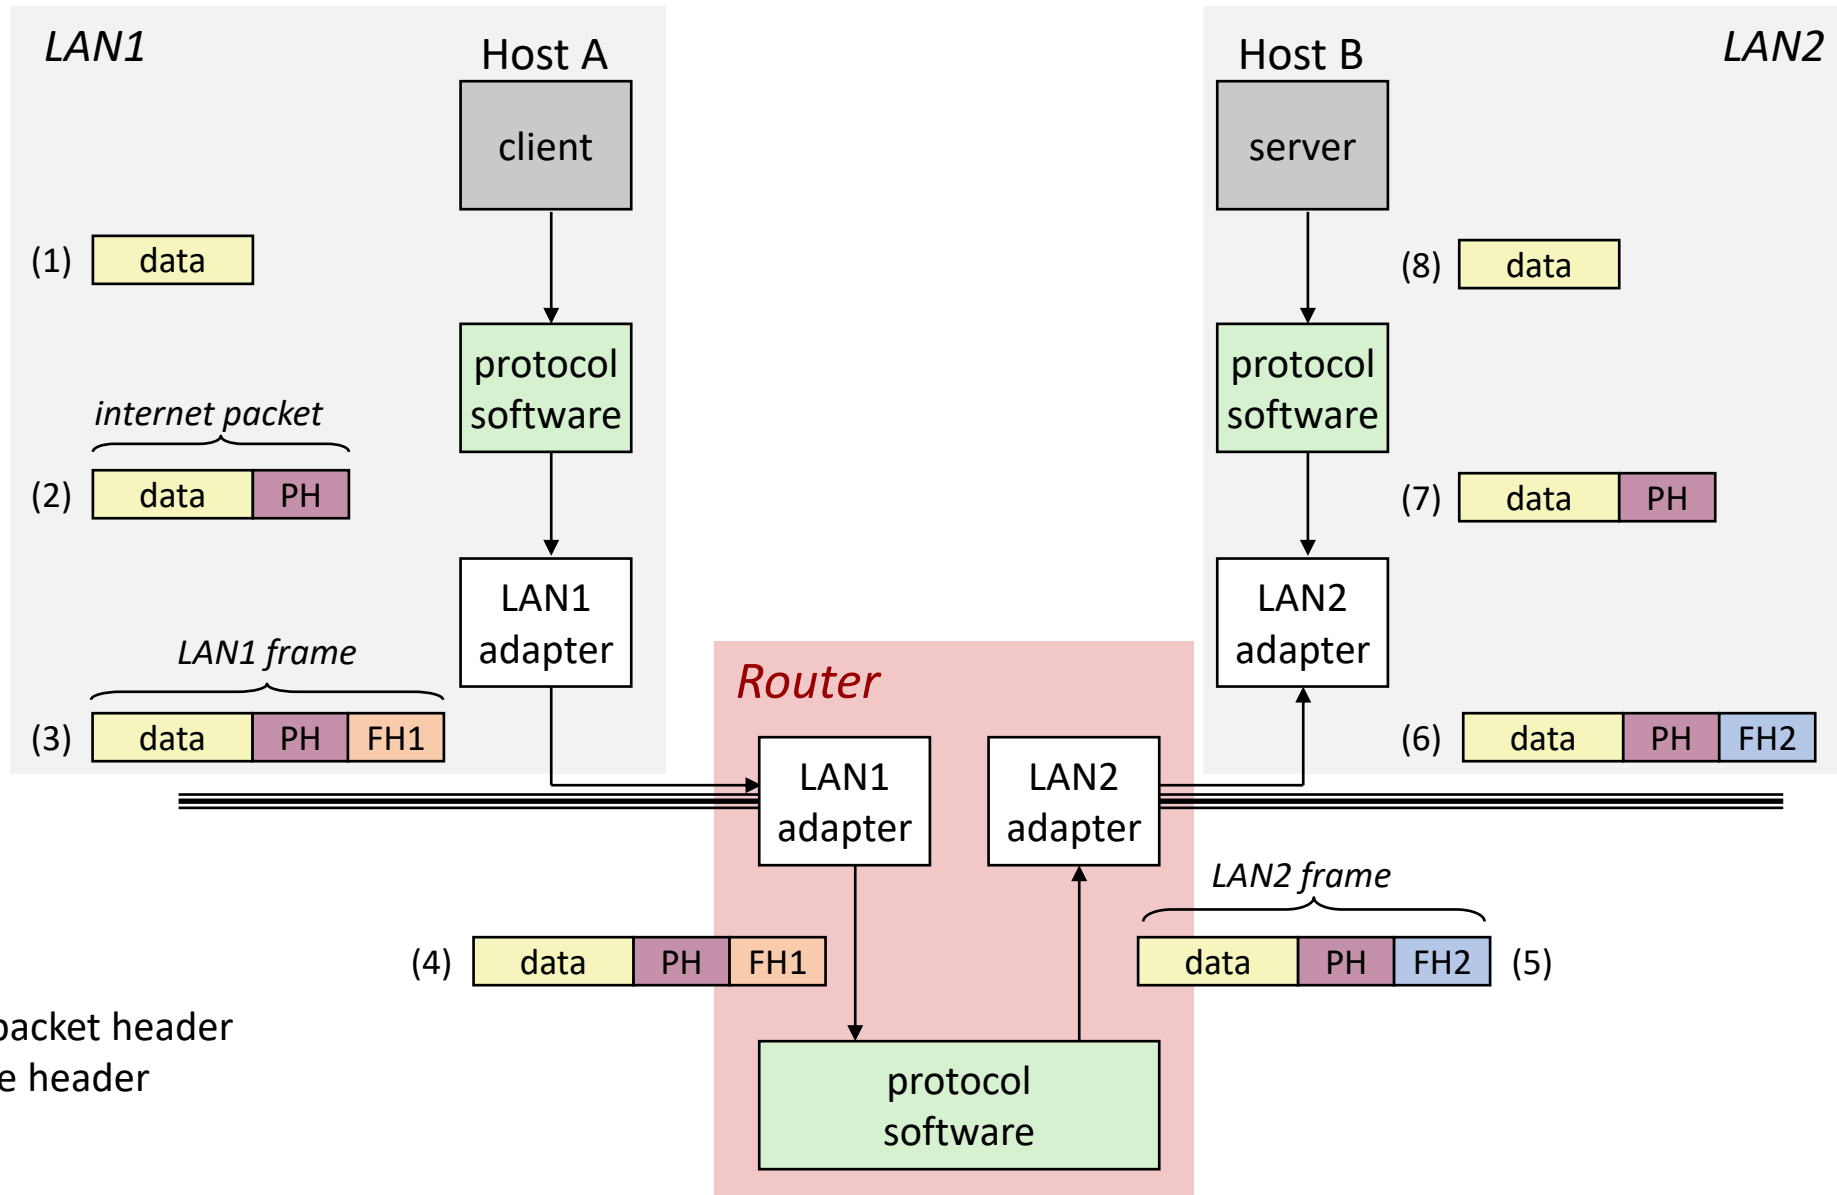 LAN1
Host A
client
(1) data
protocol
software
internet packet
(2) data PH
LAN1
adapter
LAN1 frame
(3) data PH FH1
Host B
LAN2
server
(8) data
protocol
software
(7) data PH
LAN2
adapter
(6) data PH FH2
Router
LAN1
adapter
LAN2
adapter
LAN2 frame
(4) data PH FH1
data PH FH2 (5)
protocol
software
packet header
header